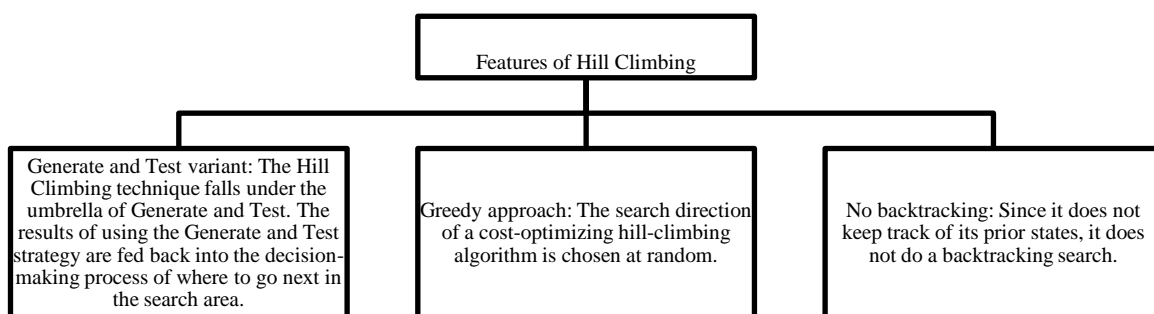 Features of Hill Climbing
Generate and Test variant: The Hill
Climbing technique falls under the
umbrella of Generate and Test. The
results of using the Generate and Test
strategy are fed back into the decision-
making process of where to go next in
the search area.
Greedy approach: The search direction
of a cost-optimizing hill-climbing
algorithm is chosen at random.
No backtracking: Since it does not
keep track of its prior states, it does
not do a backtracking search.